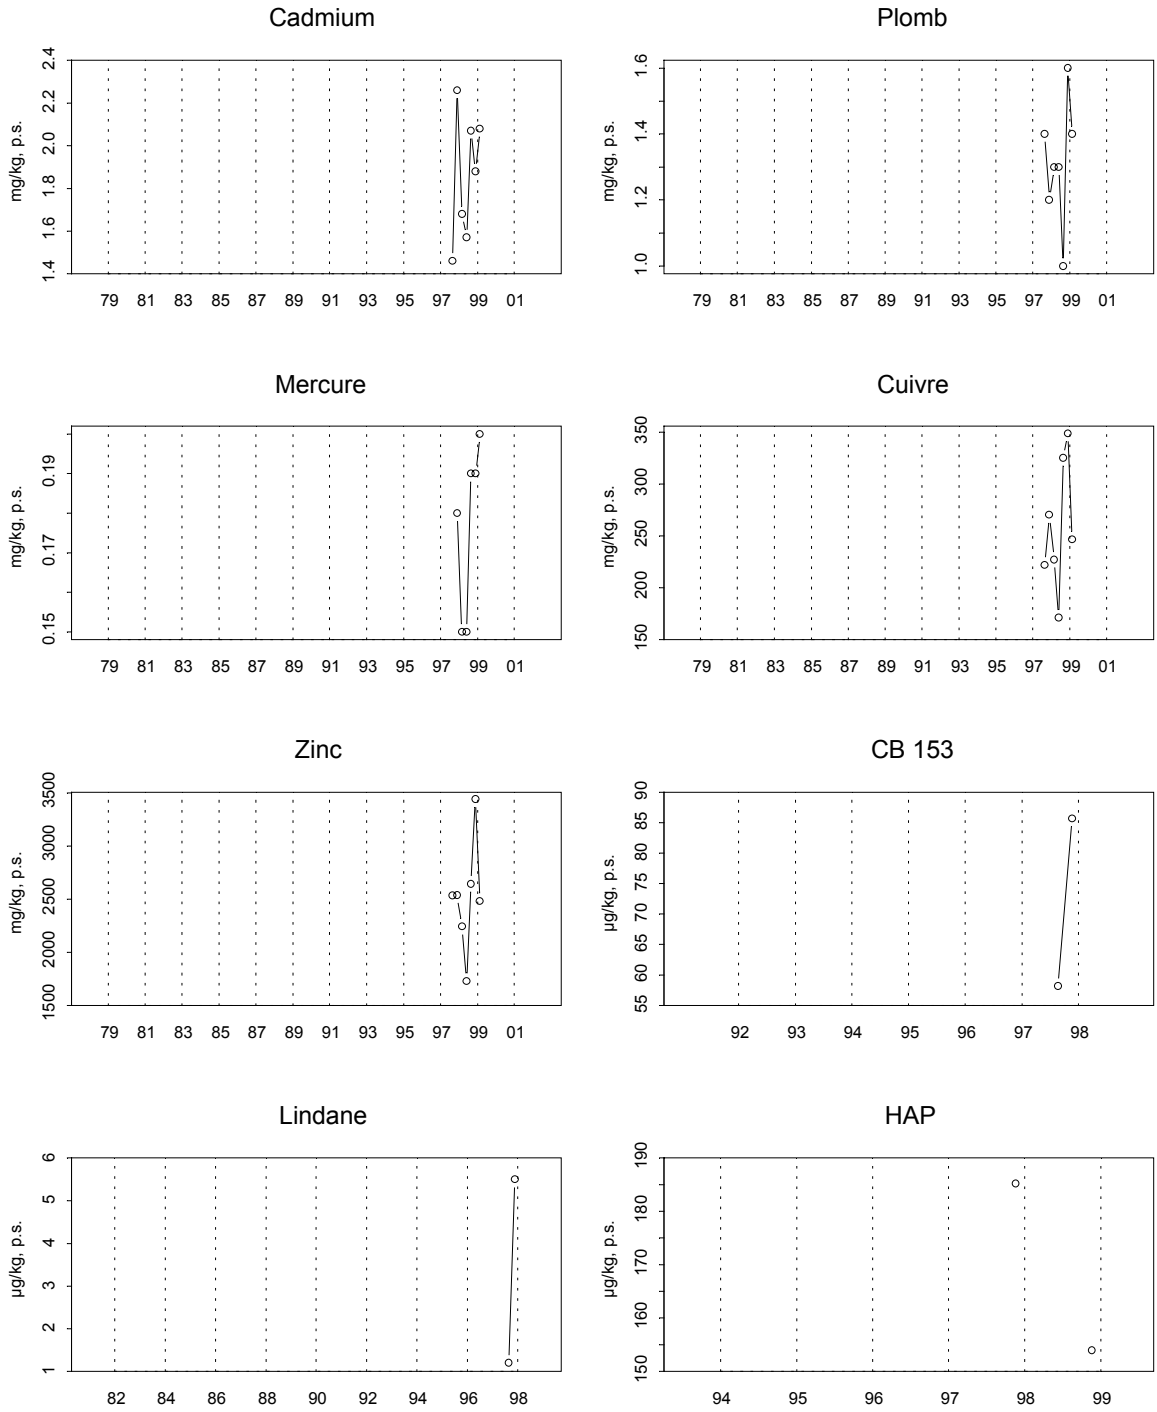 Cadmium
mg/kg, p.s.
2.4
2.2
2.0
1.8
1.6
1.4
79 81 83 85 87 89 91 93 95 97 99 01
Plomb
mg/kg, p.s.
1.6
1.4
1.2
1.0
79 81 83 85 87 89 91 93 95 97 99 01
Mercure
mg/kg, p.s.
0.19
0.17
0.15
79 81 83 85 87 89 91 93 95 97 99 01
Cuivre
mg/kg, p.s.
350
300
250
200
150
79 81 83 85 87 89 91 93 95 97 99 01
Zinc
mg/kg, p.s.
3500
3000
2500
2000
1500
79 81 83 85 87 89 91 93 95 97 99 01
CB 153
µg/kg, p.s.
90
85
80
75
70
65
60
55
92 93 94 95 96 97 98
Lindane
µg/kg, p.s.
6
5
4
3
2
1
82 84 86 88 90 92 94 96 98
HAP
µg/kg, p.s.
190
180
170
160
150
94 95 96 97 98 99